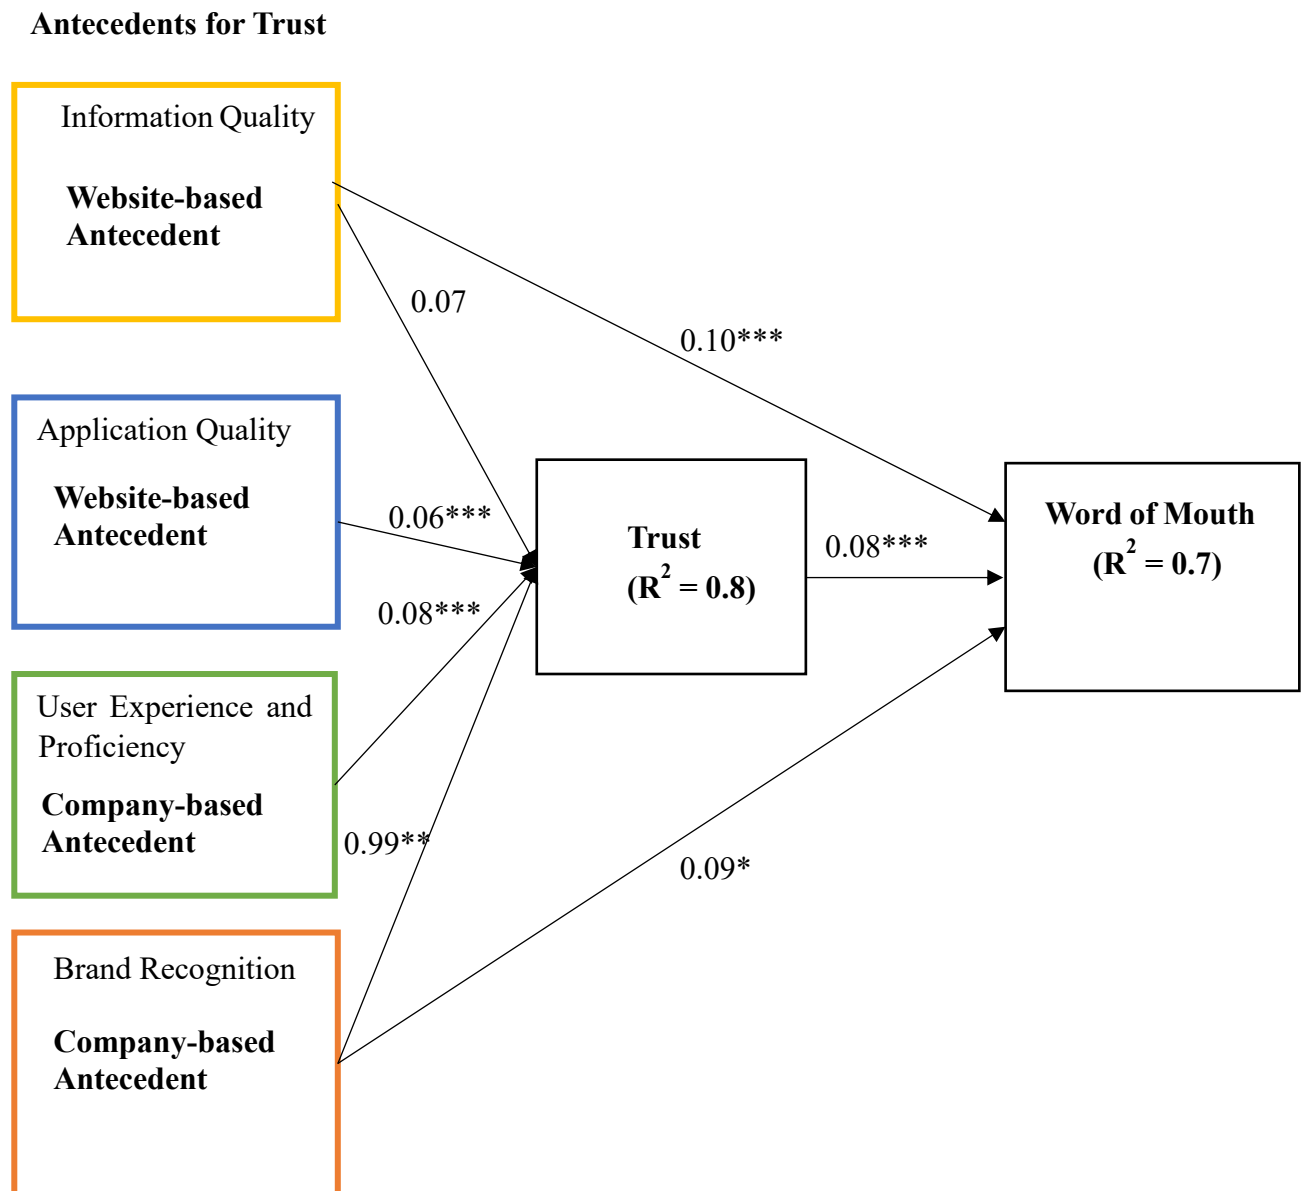 Antecedents for Trust
Information Quality
Website-based
Antecedent
0.07
0.10***
Application Quality
Website-based
Antecedent
0.06***
Trust
(R² = 0.8)
0.08***
Word of Mouth
(R² = 0.7)
0.08***
User Experience and
Proficiency
Company-based
Antecedent
0.99**
0.09*
Brand Recognition
Company-based
Antecedent